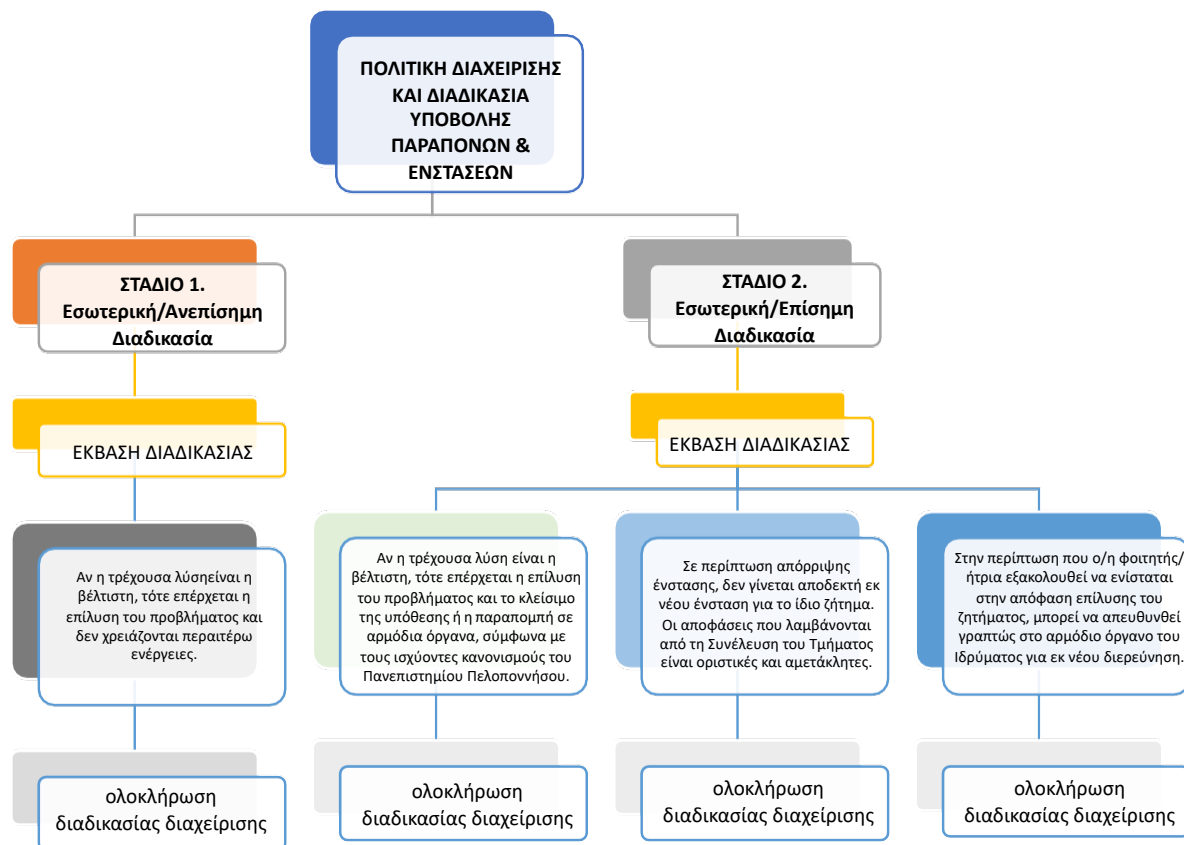 ΠΟΛΙΤΙΚΗ ΔΙΑΧΕΙΡΙΣΗΣ
ΚΑΙ ΔΙΑΔΙΚΑΣΙΑ
ΥΠΟΒΟΛΗΣ
ΠΑΡΑΠΟΝΩΝ &
ΕΝΣΤΑΣΕΩΝ
ΣΤΑΔΙΟ 1.
Εσωτερική/Ανεπίσημη
Διαδικασία
ΣΤΑΔΙΟ 2.
Εσωτερική/Επίσημη
Διαδικασία
ΕΚΒΑΣΗ ΔΙΑΔΙΚΑΣΙΑΣ
ΕΚΒΑΣΗ ΔΙΑΔΙΚΑΣΙΑΣ
Αν η τρέχουσα λύσηείναι η
βέλτιστη, τότε επέρχεται η
επίλυση του προβλήματος και
δεν χρειάζονται περαιτέρω
ενέργειες.
Αν η τρέχουσα λύση είναι η
βέλτιστη, τότε επέρχεται η επίλυση
του προβλήματος και το κλείσιμο
της υπόθεσης ή η παραπομπή σε
αρμόδια όργανα, σύμφωνα με
τους ισχύοντες κανονισμούς του
Πανεπιστημίου Πελοποννήσου.
Σε περίπτωση απόρριψης
ένστασης, δεν γίνεται αποδεκτή εκ
νέου ένσταση για το ίδιο ζήτημα.
Οι αποφάσεις που λαμβάνονται
από τη Συνέλευση του Τμήματος
είναι οριστικές και αμετάκλητες.
Στην περίπτωση που ο/η φοιτητής/
ήτρια εξακολουθεί να ενίσταται
στην απόφαση επίλυσης του
ζητήματος, μπορεί να απευθυνθεί
γραπτώς στο αρμόδιο όργανο του
Ιδρύματος για εκ νέου διερεύνηση.
ολοκλήρωση
διαδικασίας διαχείρισης
ολοκλήρωση
διαδικασίας διαχείρισης
ολοκλήρωση
διαδικασίας διαχείρισης
ολοκλήρωση
διαδικασίας διαχείρισης